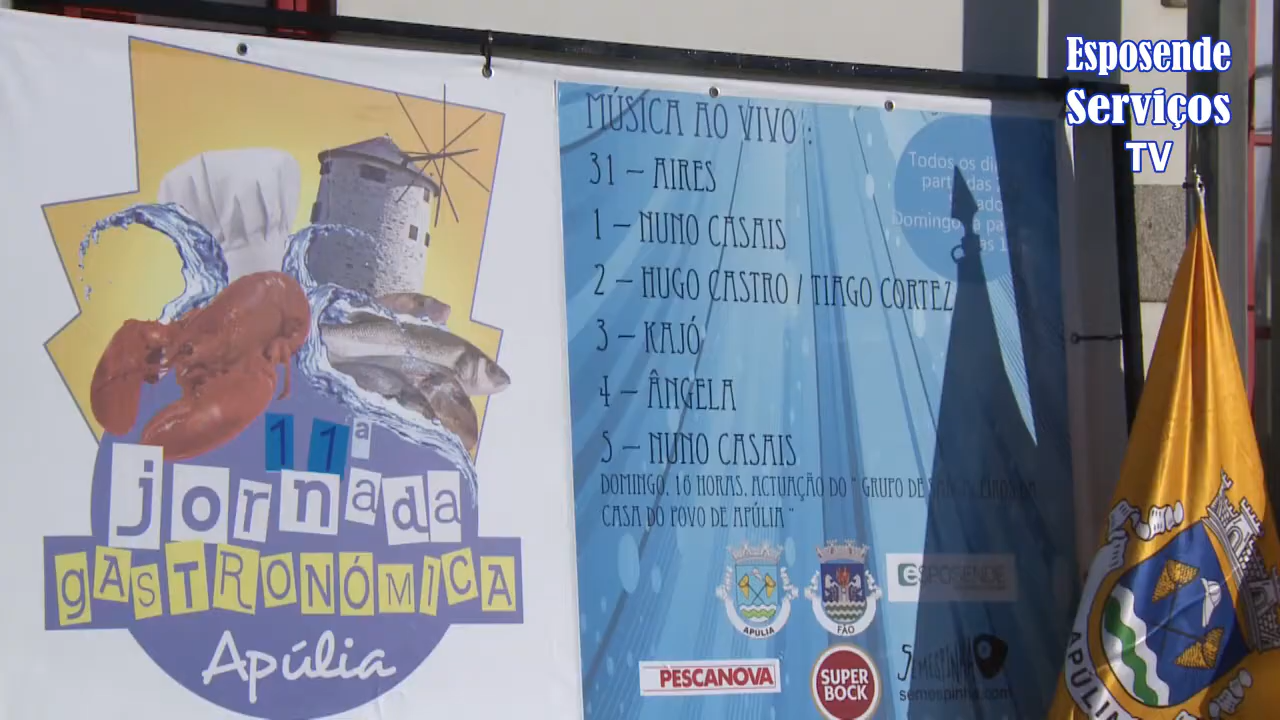 11ª
jornada
gastronómica
Apúlia
MÚSICA AO VIVO :
31 – AIRES
1 – NUNO CASAIS
2 – HUGO CASTRO / TIAGO CORTEZ
3 – KAJÓ
4 – ÂNGELA
5 – NUNO CASAIS
DOMINGO, 16 HORAS, ACTUAÇÃO DO " GRUPO DE
CASA DO POVO DE APÚLIA "
Todos os
Domingo
APÚLIA
FÃO
ESPOSENDE
PESCANOVA
SUPER
BOCK
Semespinha
semespinha.com
Esposende
Serviços
TV